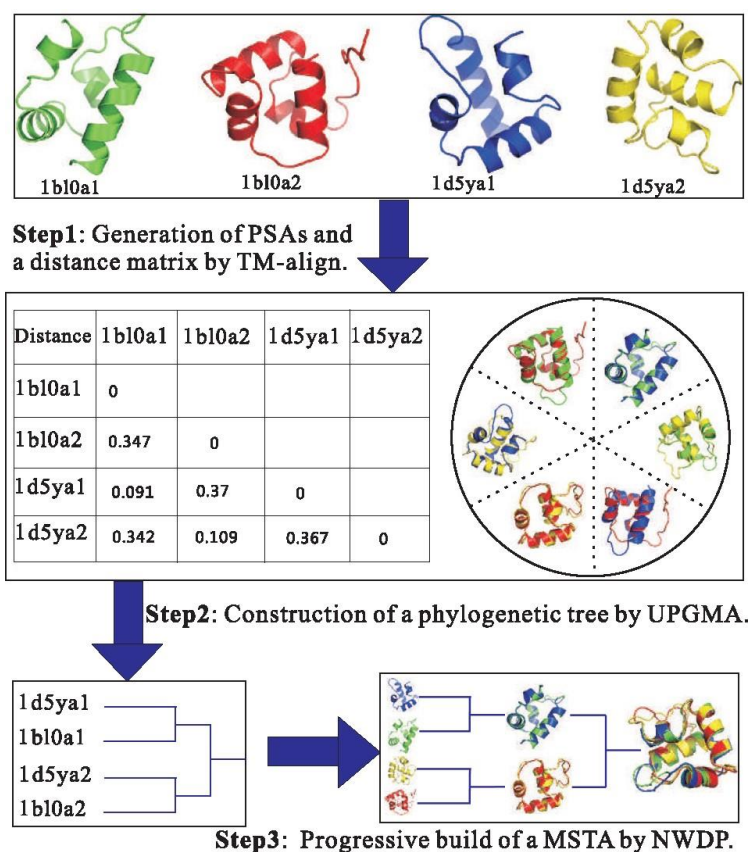 1bl0a1
1bl0a2
1d5ya1
1d5ya2
Step1: Generation of PSAs and
a distance matrix by TM-align.
Distance 1bl0a1 1bl0a2 1d5ya1 1d5ya2
1bl0a1 0
1bl0a2 0.347 0
1d5ya1 0.091 0.37 0
1d5ya2 0.342 0.109 0.367 0
Step2: Construction of a phylogenetic tree by UPGMA.
1d5ya1
1bl0a1
1d5ya2
1bl0a2
Step3: Progressive build of a MSTA by NWDP.